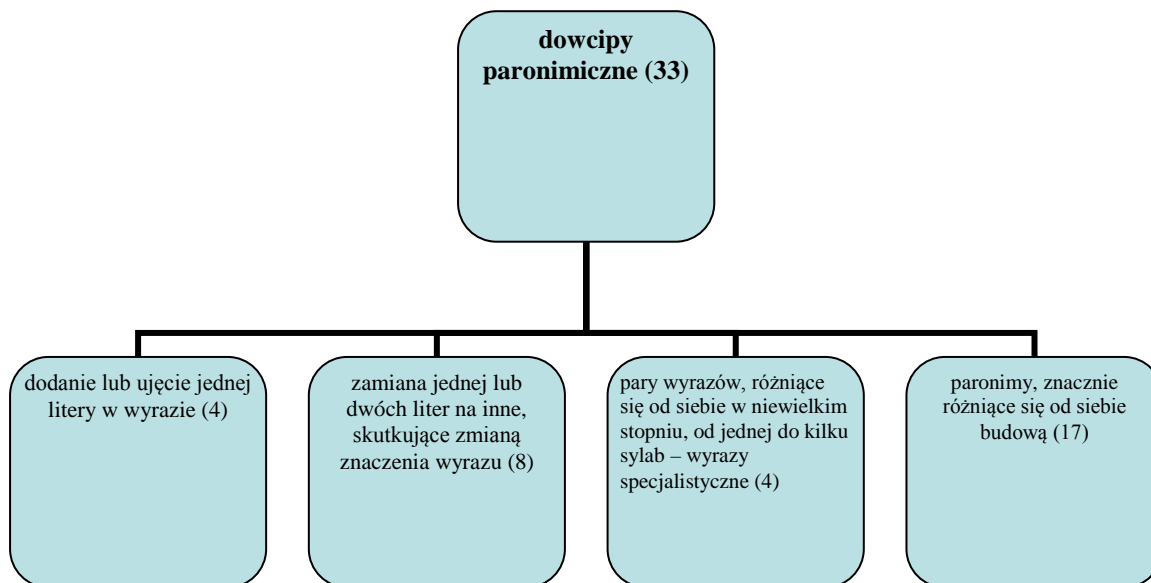 dowcipy
paronimiczne (33)
dodanie lub ujęcie jednej
litery w wyrazie (4)
zamiana jednej lub
dwóch liter na inne,
skutkujące zmianą
znaczenia wyrazu (8)
pary wyrazów, różniące
się od siebie w niewielkim
stopniu, od jednej do kilku
sylab – wyrazy
specjalistyczne (4)
paronimy, znacznie
różniące się od siebie
budową (17)